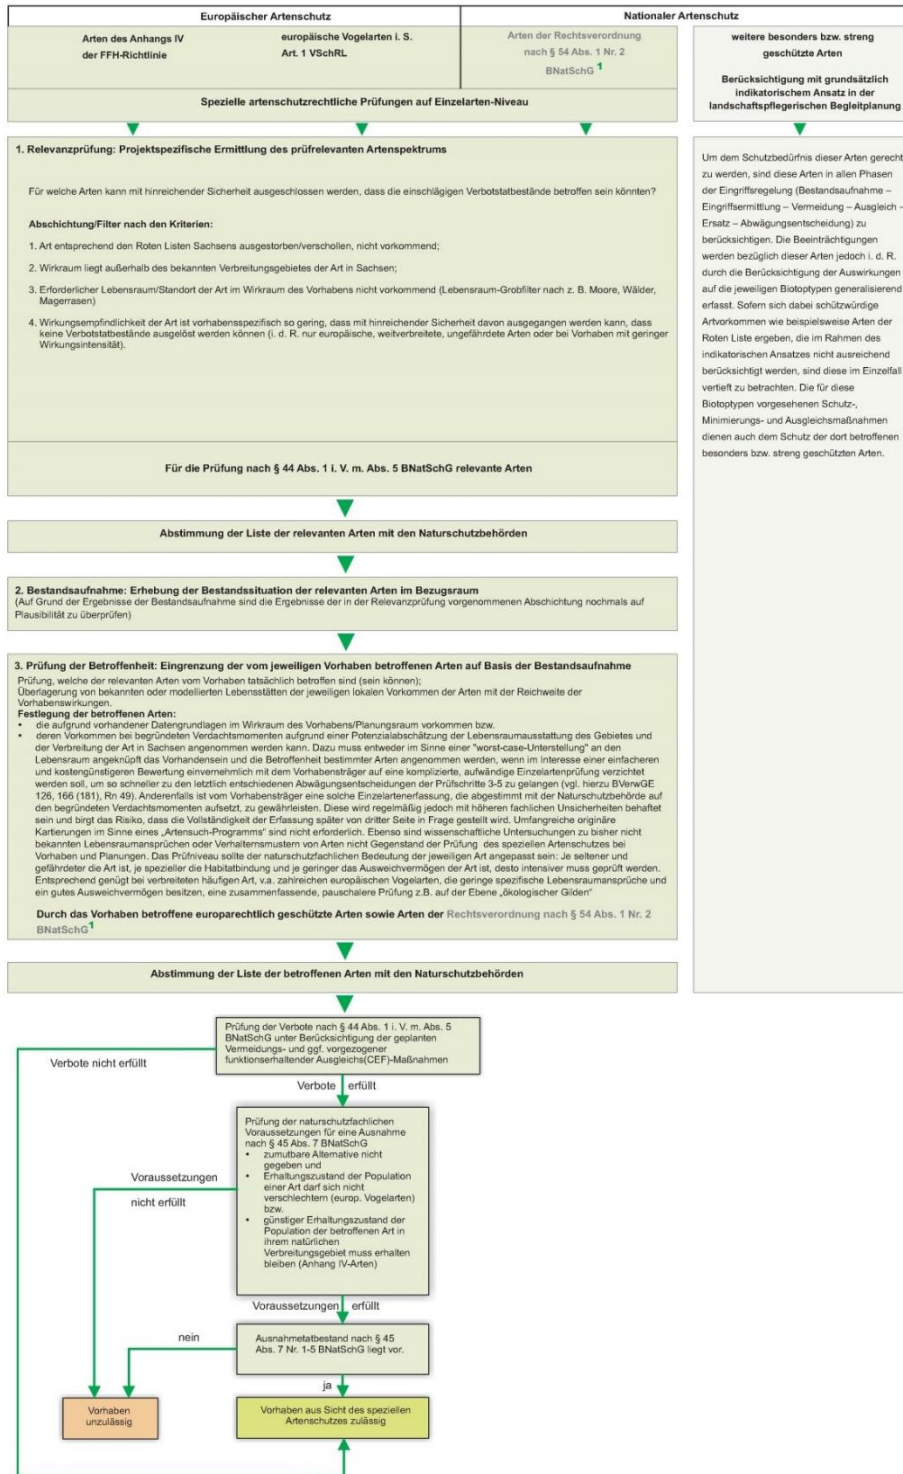 Europäischer Artenschutz
Nationaler Artenschutz
Arten des Anhangs IV
der FFH-Richtlinie
europäische Vogelarten i. S.
Art. 1 VSchRL
Arten der Rechtsverordnung
nach § 54 Abs. 1 Nr. 2
BNatSchG 1
Spezielle artenschutzrechtliche Prüfungen auf Einzelarten-Niveau
weitere besonders bzw. streng
geschützte Arten
Berücksichtigung mit grundsätzlich
indikatorischem Ansatz in der
landschaftspflegerischen Begleitplanung
1. Relevanzprüfung: Projektspezifische Ermittlung des prüfrelevanten Artenspektrums
Für welche Arten kann mit hinreichender Sicherheit ausgeschlossen werden, dass die einschlägigen Verbotstatbestände betroffen sein könnten?
Abschichtung/Filter nach den Kriterien:
1. Art entsprechend den Roten Listen Sachsens ausgestorben/verschollen, nicht vorkommend;
2. Wirkraum liegt außerhalb des bekannten Verbreitungsgebietes der Art in Sachsen;
3. Erforderlicher Lebensraum/Standort der Art im Wirkraum des Vorhabens nicht vorkommend (Lebensraum-Grobfilter nach z. B. Moore, Wälder,
Magerrasen)
4. Wirkungsempfindlichkeit der Art ist vorhabensspezifisch so gering, dass mit hinreichender Sicherheit davon ausgegangen werden kann, dass
keine Verbotstatbestände ausgelöst werden können (i. d. R. nur europäische, weitverbreitete, ungefährdete Arten oder bei Vorhaben mit geringer
Wirkungsintensität).
Für die Prüfung nach § 44 Abs. 1 i. V. m. Abs. 5 BNatSchG relevante Arten
Um dem Schutzbedürfnis dieser Arten gerecht
zu werden, sind diese Arten in allen Phasen
der Eingriffsregelung (Bestandsaufnahme –
Eingriffsermittlung – Vermeidung – Ausgleich –
Ersatz – Abwägungsentscheidung) zu
berücksichtigen. Die Beeinträchtigungen
werden bezüglich dieser Arten jedoch i. d. R.
durch die Berücksichtigung der Auswirkungen
auf die jeweiligen Biotoptypen generalisierend
erfasst. Sofern sich dabei schützwürdige
Artvorkommen wie beispielsweise Arten der
Roten Liste ergeben, die im Rahmen des
indikatorischen Ansatzes nicht ausreichend
berücksichtigt werden, sind diese im Einzelfall
vertieft zu betrachten. Die für diese
Biotoptypen vorgesehenen Schutz-,
Minimierungs- und Ausgleichsmaßnahmen
dienen auch dem Schutz der dort betroffenen
besonders bzw. streng geschützten Arten.
Abstimmung der Liste der relevanten Arten mit den Naturschutzbehörden
2. Bestandsaufnahme: Erhebung der Bestandssituation der relevanten Arten im Bezugsraum
(Auf Grund der Ergebnisse der Bestandsaufnahme sind die Ergebnisse der in der Relevanzprüfung vorgenommenen Abschichtung nochmals auf
Plausibilität zu überprüfen)
3. Prüfung der Betroffenheit: Eingrenzung der vom jeweiligen Vorhaben betroffenen Arten auf Basis der Bestandsaufnahme
Prüfung, welche der relevanten Arten vom Vorhaben tatsächlich betroffen sind (sein können);
Überlagerung von bekannten oder modellierten Lebensstätten der jeweiligen lokalen Vorkommen der Arten mit der Reichweite der
Vorhabenswirkungen.
Festlegung der betroffenen Arten:
• die aufgrund vorhandener Datengrundlagen im Wirkraum des Vorhabens/Planungsraum vorkommen bzw.
• deren Vorkommen bei begründeten Verdachtsmomenten aufgrund einer Potenzialabschätzung der Lebensraumausstattung des Gebietes und
der Verbreitung der Art in Sachsen angenommen werden kann. Dazu muss entweder im Sinne einer "worst-case-Unterstellung" an den
Lebensraum angeknüpft das Vorhandensein und die Betroffenheit bestimmter Arten angenommen werden, wenn im Interesse einer einfacheren
und kostengünstigeren Bewertung einvernehmlich mit dem Vorhabensträger auf eine komplizierte, aufwändige Einzelartenprüfung verzichtet
werden soll, um so schneller zu den letztlich entschiedenen Abwägungsentscheidungen der Prüfschritte 3-5 zu gelangen (vgl. hierzu BVerwGE
126, 166 (181), Rn 49). Anderenfalls ist vom Vorhabensträger eine solche Einzelartenerfassung, die abgestimmt mit der Naturschutzbehörde auf
den begründeten Verdachtsmomenten aufsetzt, zu gewährleisten. Diese wird regelmäßig jedoch mit höheren fachlichen Unsicherheiten behaftet
sein und birgt das Risiko, dass die Vollständigkeit der Erfassung später von dritter Seite in Frage gestellt wird. Umfangreiche originäre
Kartierungen im Sinne eines „Artensuch-Programms“ sind nicht erforderlich. Ebenso sind wissenschaftliche Untersuchungen zu bisher nicht
bekannten Lebensraumansprüchen oder Verhalternsmustern von Arten nicht Gegenstand der Prüfung des speziellen Artenschutzes bei
Vorhaben und Planungen. Das Prüfniveau sollte der naturschutzfachlichen Bedeutung der jeweiligen Art angepasst sein: Je seltener und
gefährdeter die Art ist, je spezieller die Habitatbindung und je geringer das Ausweichvermögen der Art ist, desto intensiver muss geprüft werden.
Entsprechend genügt bei verbreiteten häufigen Art, v.a. zahlreichen europäischen Vogelarten, die geringe spezifische Lebensraumansprüche und
ein gutes Ausweichvermögen besitzen, eine zusammenfassende, pauschalere Prüfung z.B. auf der Ebene „ökologischer Gilden“
Durch das Vorhaben betroffene europarechtlich geschützte Arten sowie Arten der Rechtsverordnung nach § 54 Abs. 1 Nr. 2
BNatSchG 1
Abstimmung der Liste der betroffenen Arten mit den Naturschutzbehörden
Prüfung der Verbote nach § 44 Abs. 1 i. V. m. Abs. 5
BNatSchG unter Berücksichtigung der geplanten
Vermeidungs- und ggf. vorgezogener
funktionserhaltender Ausgleichs(CEF)-Maßnahmen
Verbote nicht erfüllt
Verbote erfüllt
Prüfung der naturschutzfachlichen
Voraussetzungen für eine Ausnahme
nach § 45 Abs. 7 BNatSchG
• zumutbare Alternative nicht
gegeben und
• Erhaltungszustand der Population
einer Art darf sich nicht
verschlechtern (europ. Vogelarten)
bzw.
• günstiger Erhaltungszustand der
Population der betroffenen Art in
ihrem natürlichen
Verbreitungsgebiet muss erhalten
bleiben (Anhang IV-Arten)
Voraussetzungen
nicht erfüllt
Voraussetzungen erfüllt
Ausnahmetatbestand nach § 45
Abs. 7 Nr. 1-5 BNatSchG liegt vor.
nein
ja
Vorhaben
unzulässig
Vorhaben aus Sicht des speziellen
Artenschutzes zulässig